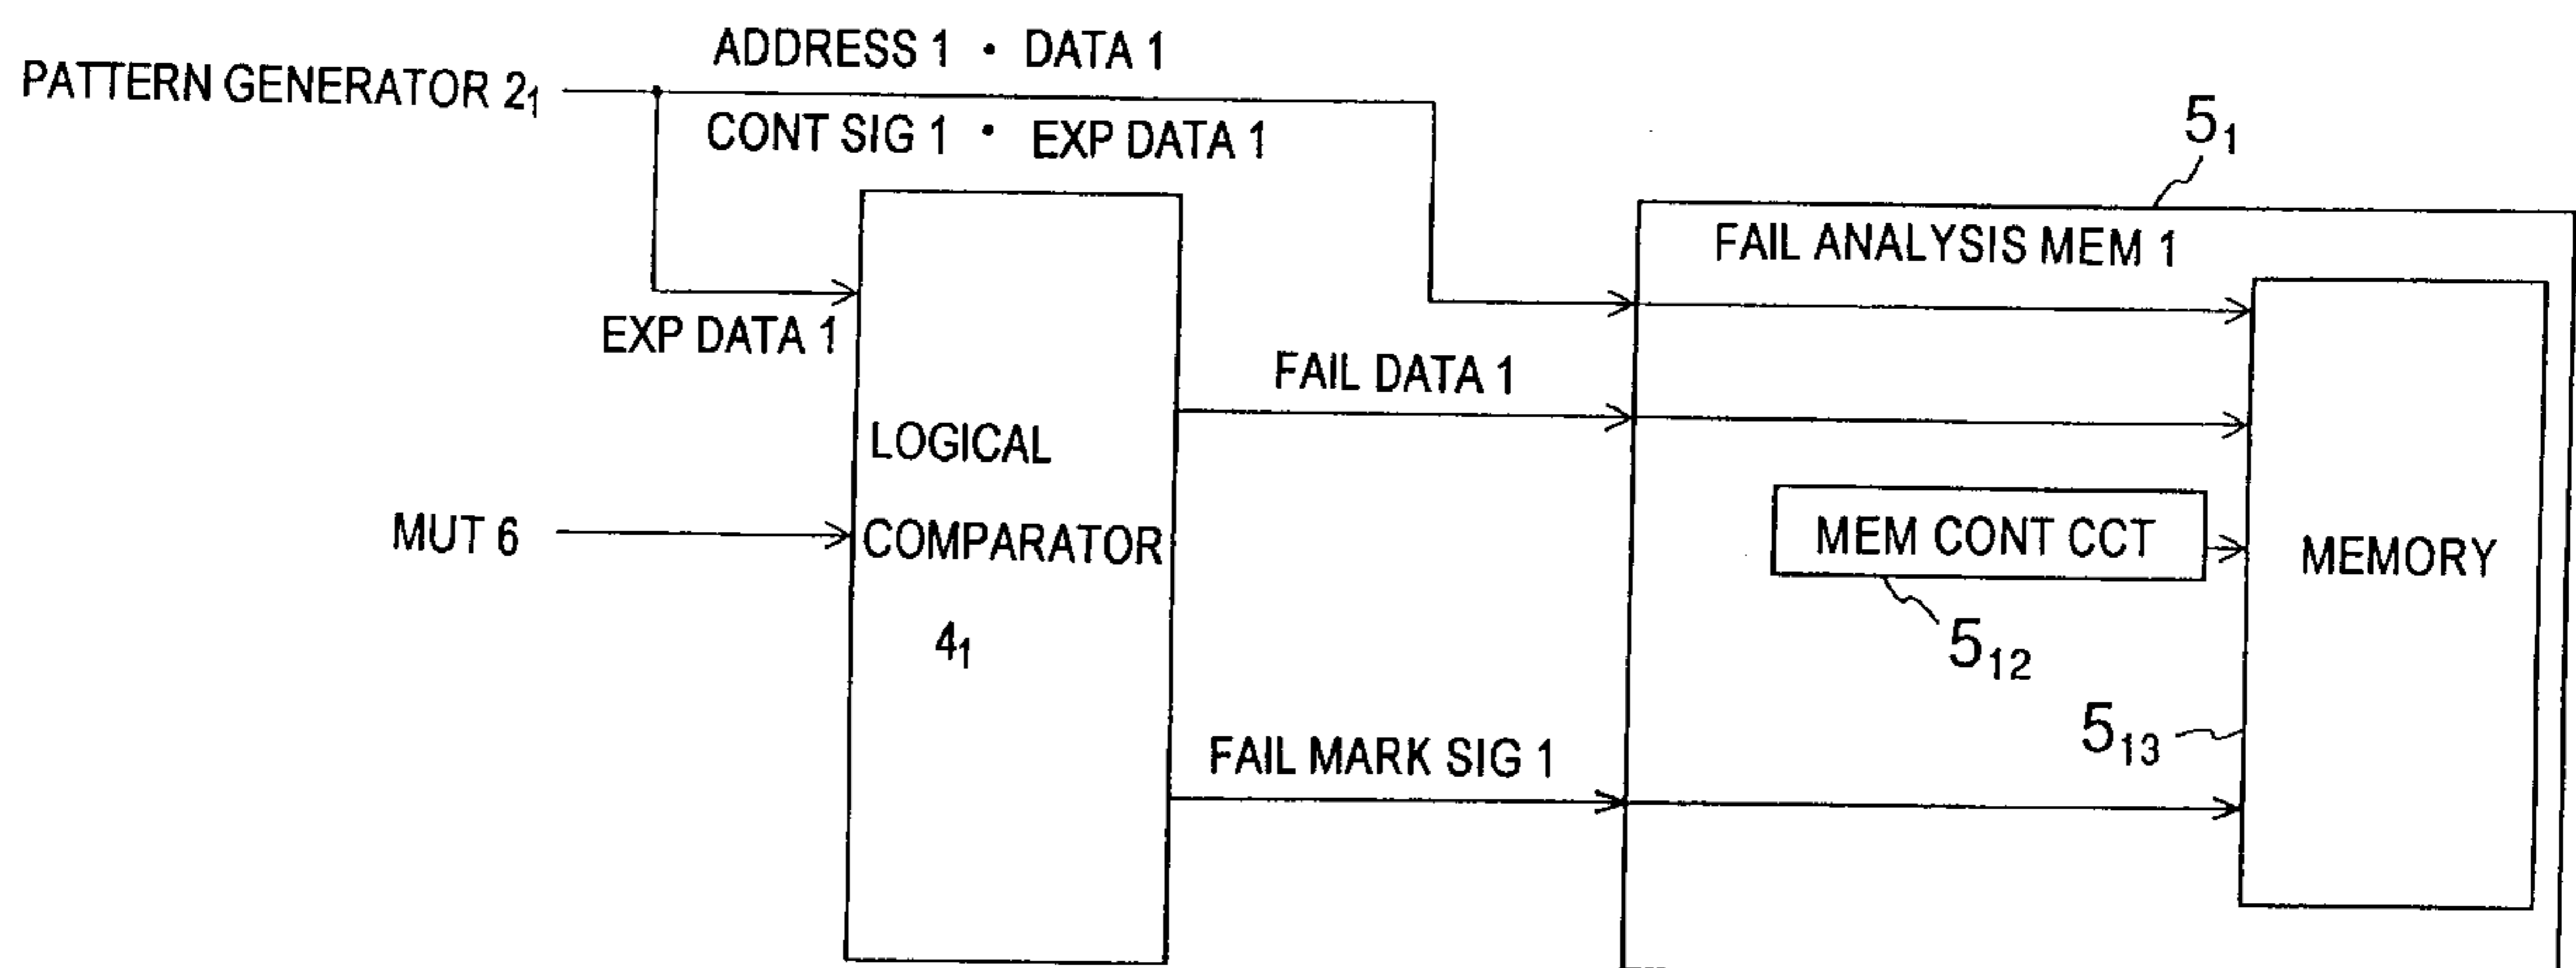 ADDRESS 1 · DATA 1
PATTERN GENERATOR 2₁
CONT SIG 1 · EXP DATA 1
5₁
FAIL ANALYSIS MEM 1
EXP DATA 1
FAIL DATA 1
LOGICAL
COMPARATOR
4₁
MUT 6
MEM CONT CCT
MEMORY
5₁₂
5₁₃
FAIL MARK SIG 1